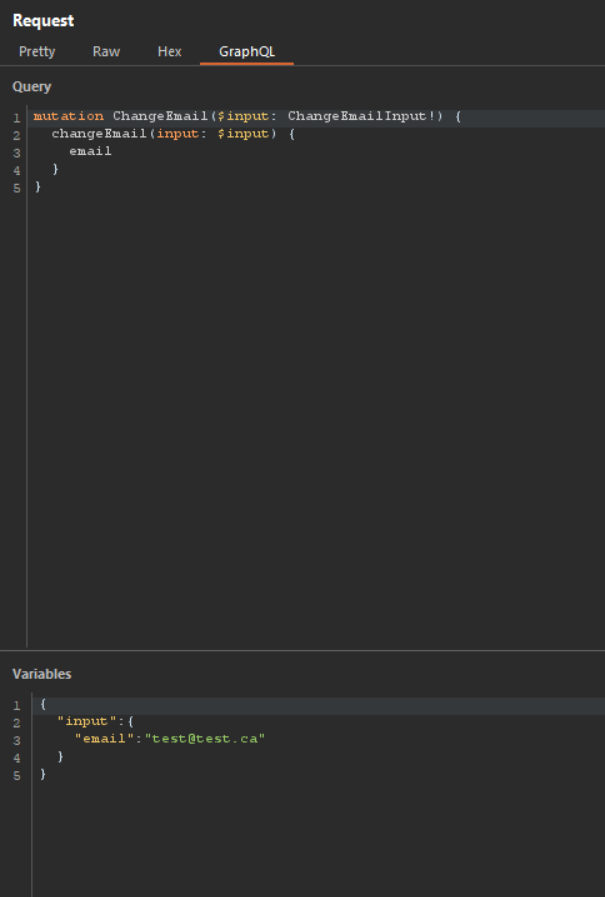 Request
Pretty Raw Hex GraphQL
Query
1 mutation ChangeEmail($input: ChangeEmailInput!) {
2   changeEmail(input: $input) {
3     email
4   }
5 }
Variables
1 {
2   "input":{
3     "email":"test@test.ca"
4   }
5 }